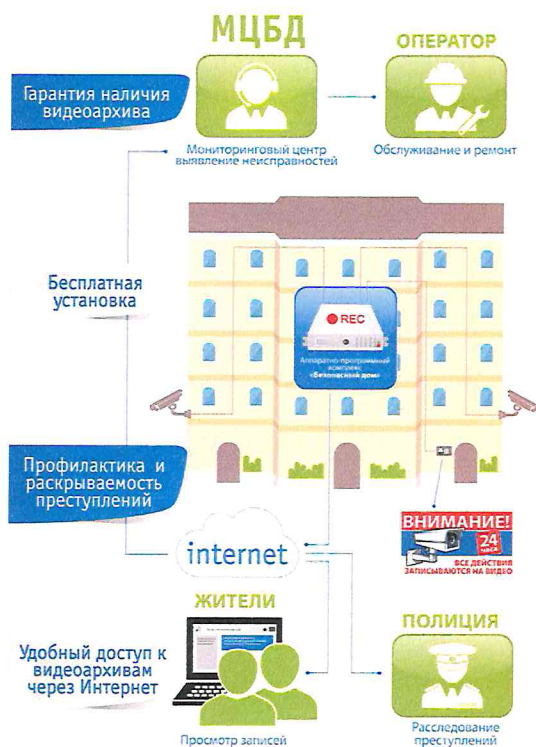 МЦБД
ОПЕРАТОР
Гарантия наличия
видеоархива
Мониторинговый центр
выявление неисправностей
Обслуживание и ремонт
Бесплатная
установка
REC
Аппаратно-программный
комплекс
«Безопасный дом»
Профилактика и
раскрываемость
преступлений
ВНИМАНИЕ!
24
ЧАСА
ВСЕ ДЕЙСТВИЯ
ЗАПИСЫВАЮТСЯ НА ВИДЕО
internet
ЖИТЕЛИ
ПОЛИЦИЯ
Удобный доступ к
видеоархивам
через Интернет
Просмотр записей
Расследование
преступлений